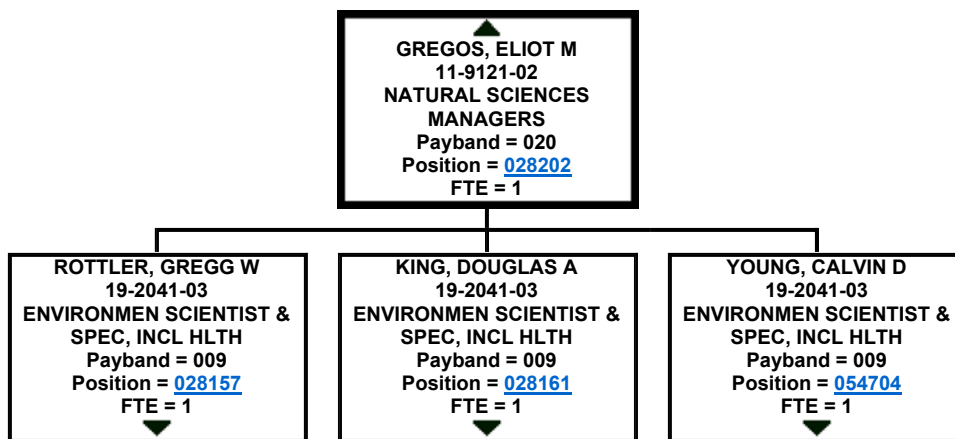 GREGOS, ELIOT M
11-9121-02
NATURAL SCIENCES
MANAGERS
Payband = 020
Position = 028202
FTE = 1
ROTTLER, GREGG W
19-2041-03
ENVIRONMEN SCIENTIST &
SPEC, INCL HLTH
Payband = 009
Position = 028157
FTE = 1
KING, DOUGLAS A
19-2041-03
ENVIRONMEN SCIENTIST &
SPEC, INCL HLTH
Payband = 009
Position = 028161
FTE = 1
YOUNG, CALVIN D
19-2041-03
ENVIRONMEN SCIENTIST &
SPEC, INCL HLTH
Payband = 009
Position = 054704
FTE = 1